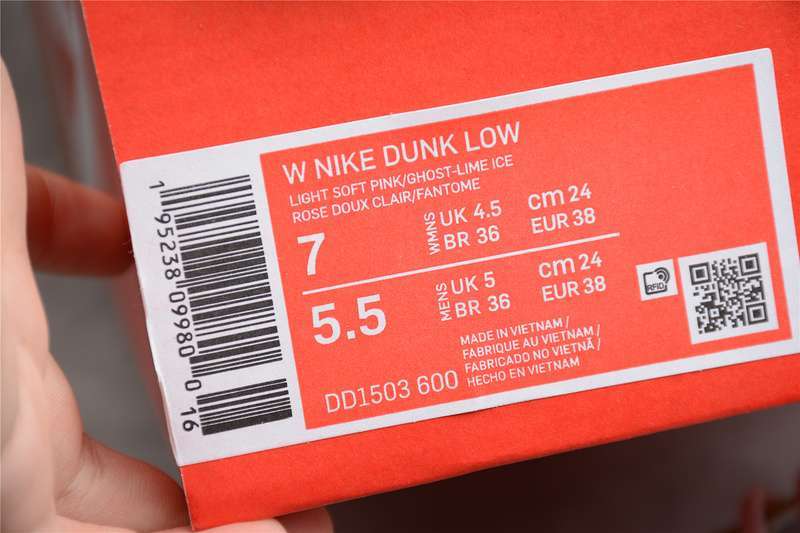 W NIKE DUNK LOW
LIGHT SOFT PINK/GHOST-LIME ICE
ROSE DOUX CLAIR/FANTOME
7
WMNS
UK 4.5
BR 36
cm 24
EUR 38
5.5
MENS
UK 5
BR 36
cm 24
EUR 38
MADE IN VIETNAM /
FABRIQUE AU VIETNAM /
FABRICADO NO VIETNÃ /
HECHO EN VIETNAM
DD1503 600
RFID
1 95238 09980 0 16